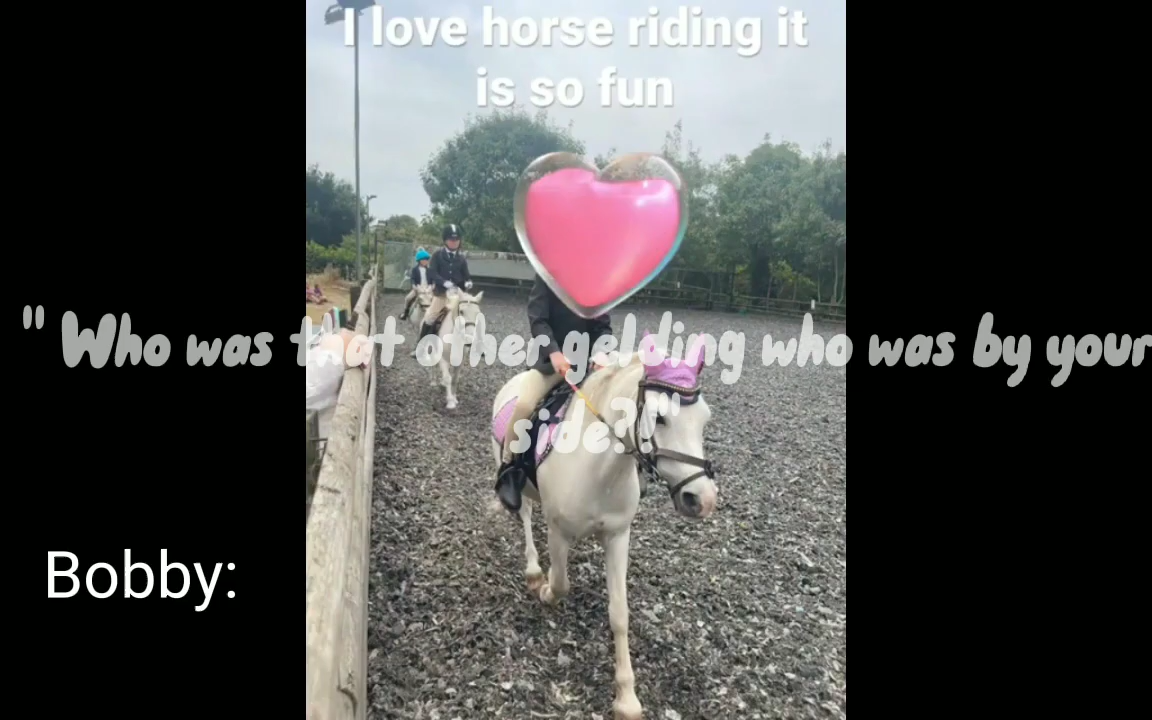 I love horse riding it
is so fun
" Who was that other gelding who was by your
side?!"
Bobby: